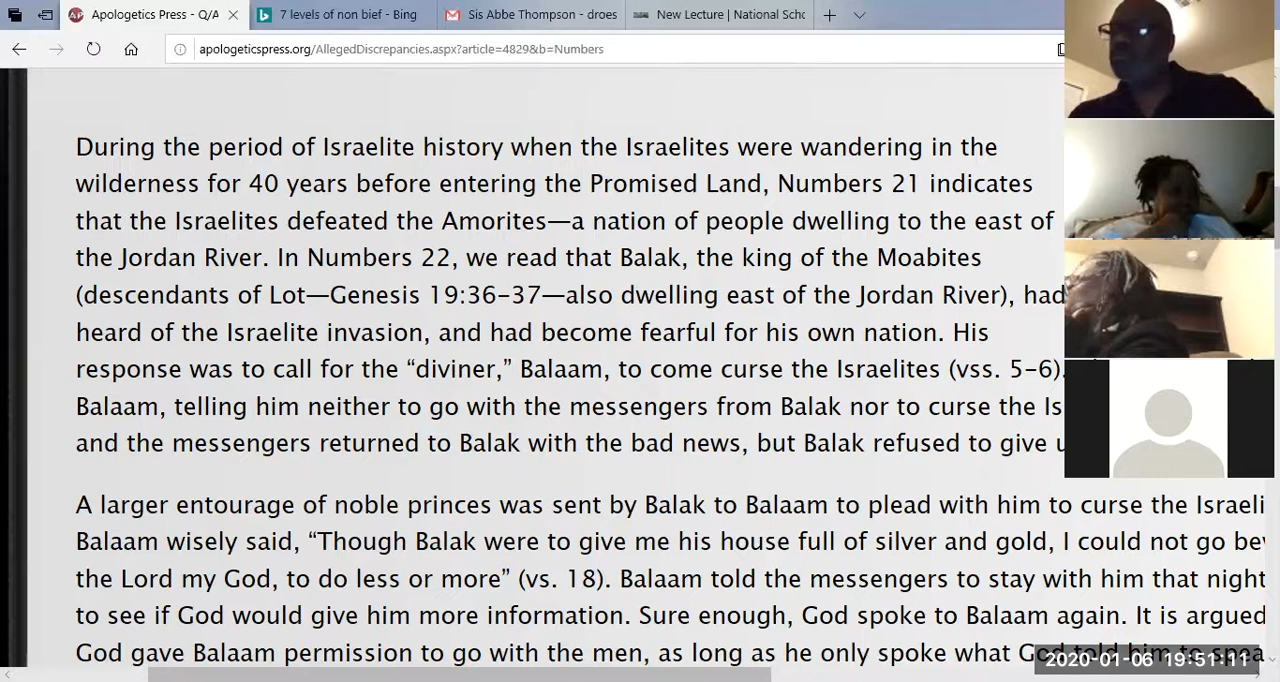 Apologetics Press - Q/A
7 levels of non bief - Bing
Sis Abbe Thompson - droes
New Lecture | National Scho
apologeticspress.org/AllegedDiscrepancies.aspx?article=4829&b=Numbers
During the period of Israelite history when the Israelites were wandering in the
wilderness for 40 years before entering the Promised Land, Numbers 21 indicates
that the Israelites defeated the Amorites—a nation of people dwelling to the east of
the Jordan River. In Numbers 22, we read that Balak, the king of the Moabites
(descendants of Lot—Genesis 19:36-37—also dwelling east of the Jordan River), had
heard of the Israelite invasion, and had become fearful for his own nation. His
response was to call for the “diviner,” Balaam, to come curse the Israelites (vss. 5-6).
Balaam, telling him neither to go with the messengers from Balak nor to curse the Is
and the messengers returned to Balak with the bad news, but Balak refused to give u
A larger entourage of noble princes was sent by Balak to Balaam to plead with him to curse the Israeli
Balaam wisely said, “Though Balak were to give me his house full of silver and gold, I could not go be
the Lord my God, to do less or more” (vs. 18). Balaam told the messengers to stay with him that night
to see if God would give him more information. Sure enough, God spoke to Balaam again. It is argued
God gave Balaam permission to go with the men, as long as he only spoke what God told him to spea
2020-01-06 19:51:11